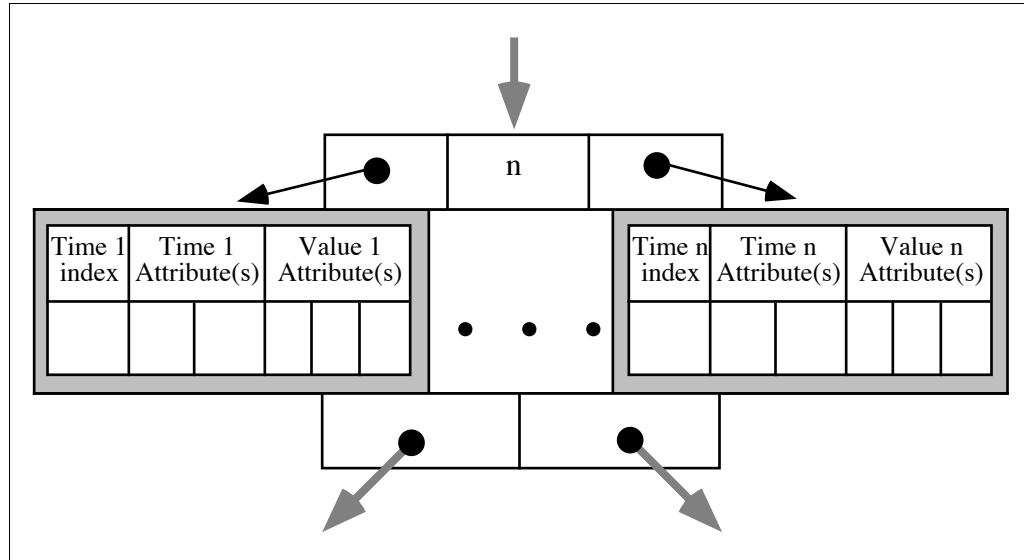 n
Time 1
index
Time 1
Attribute(s)
Value 1
Attribute(s)
Time n
index
Time n
Attribute(s)
Value n
Attribute(s)